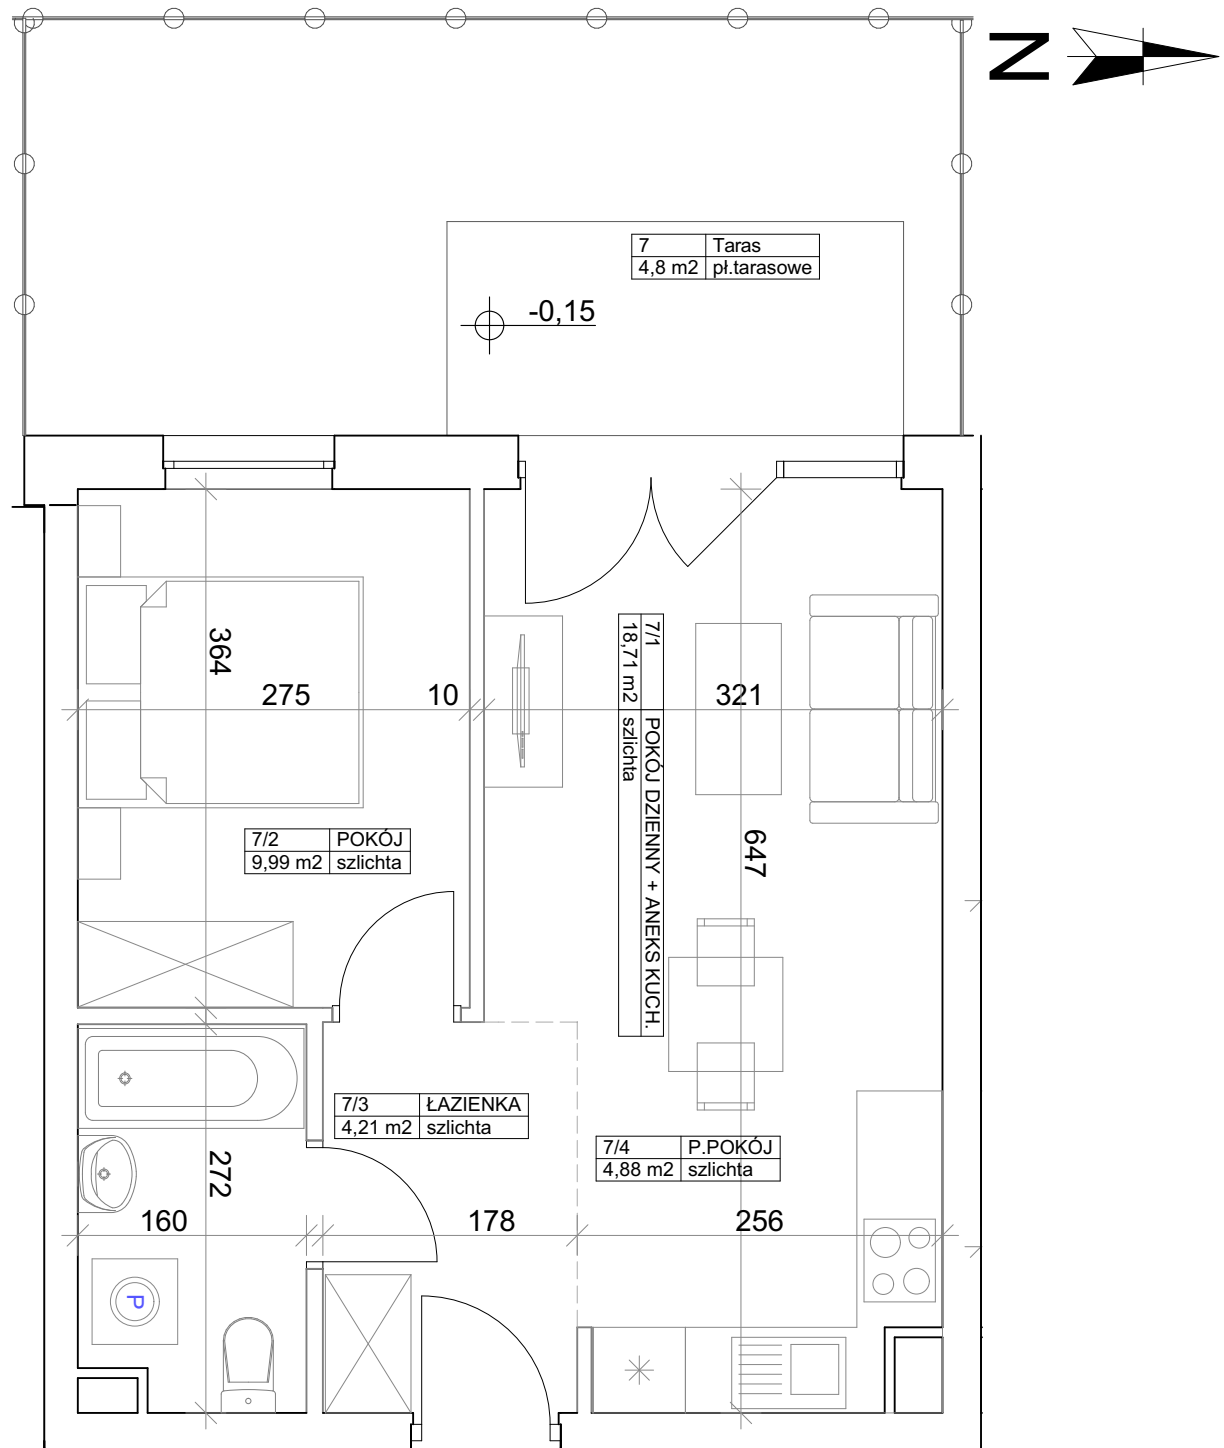 N
7 Taras
4,8 m2 pł.tarasowe
-0,15
364
275
10
321
7/1 POKÓJ DZIENNY + ANEKS KUCH.
18,71 m2 szlichta
647
7/2 POKÓJ
9,99 m2 szlichta
7/3 ŁAZIENKA
4,21 m2 szlichta
7/4 P.POKÓJ
4,88 m2 szlichta
272
160
178
256
P